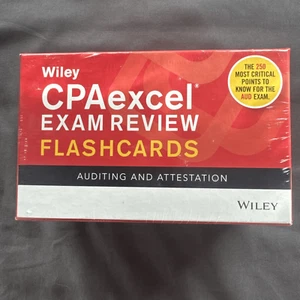 Wiley
CPAexcel®
EXAM REVIEW
FLASHCARDS
THE 250
MOST CRITICAL
POINTS TO
KNOW FOR THE
AUD EXAM.
AUDITING AND ATTESTATION
WILEY